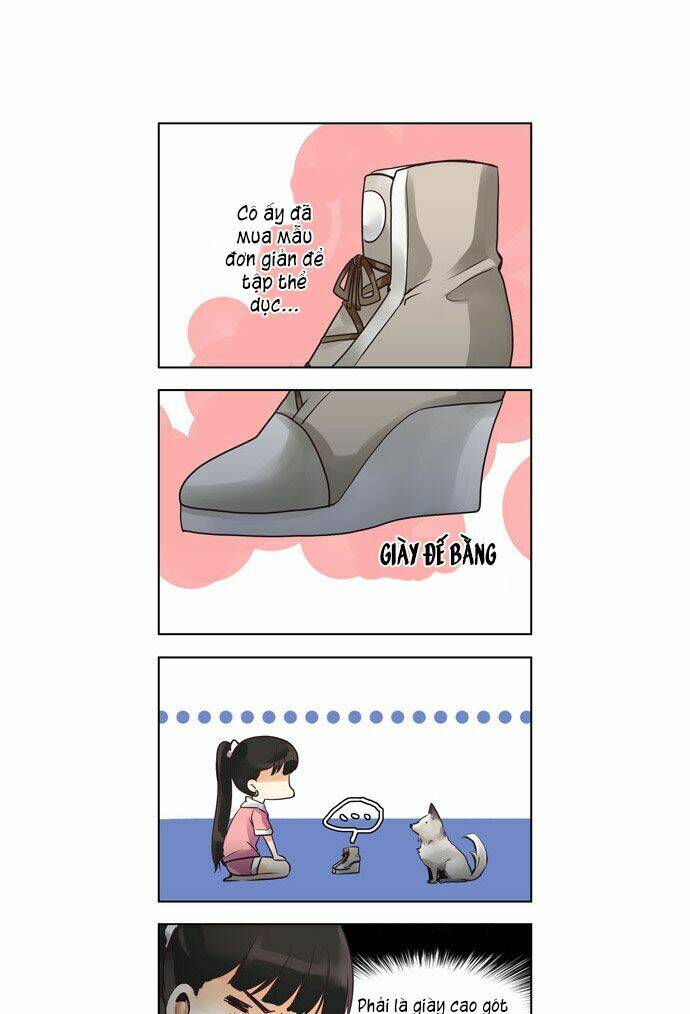 Cô ấy đã
mua mẫu
đơn giản để
tập thể
dục...
GIÀY ĐẾ BẰNG
....
Phải là giày cao gót